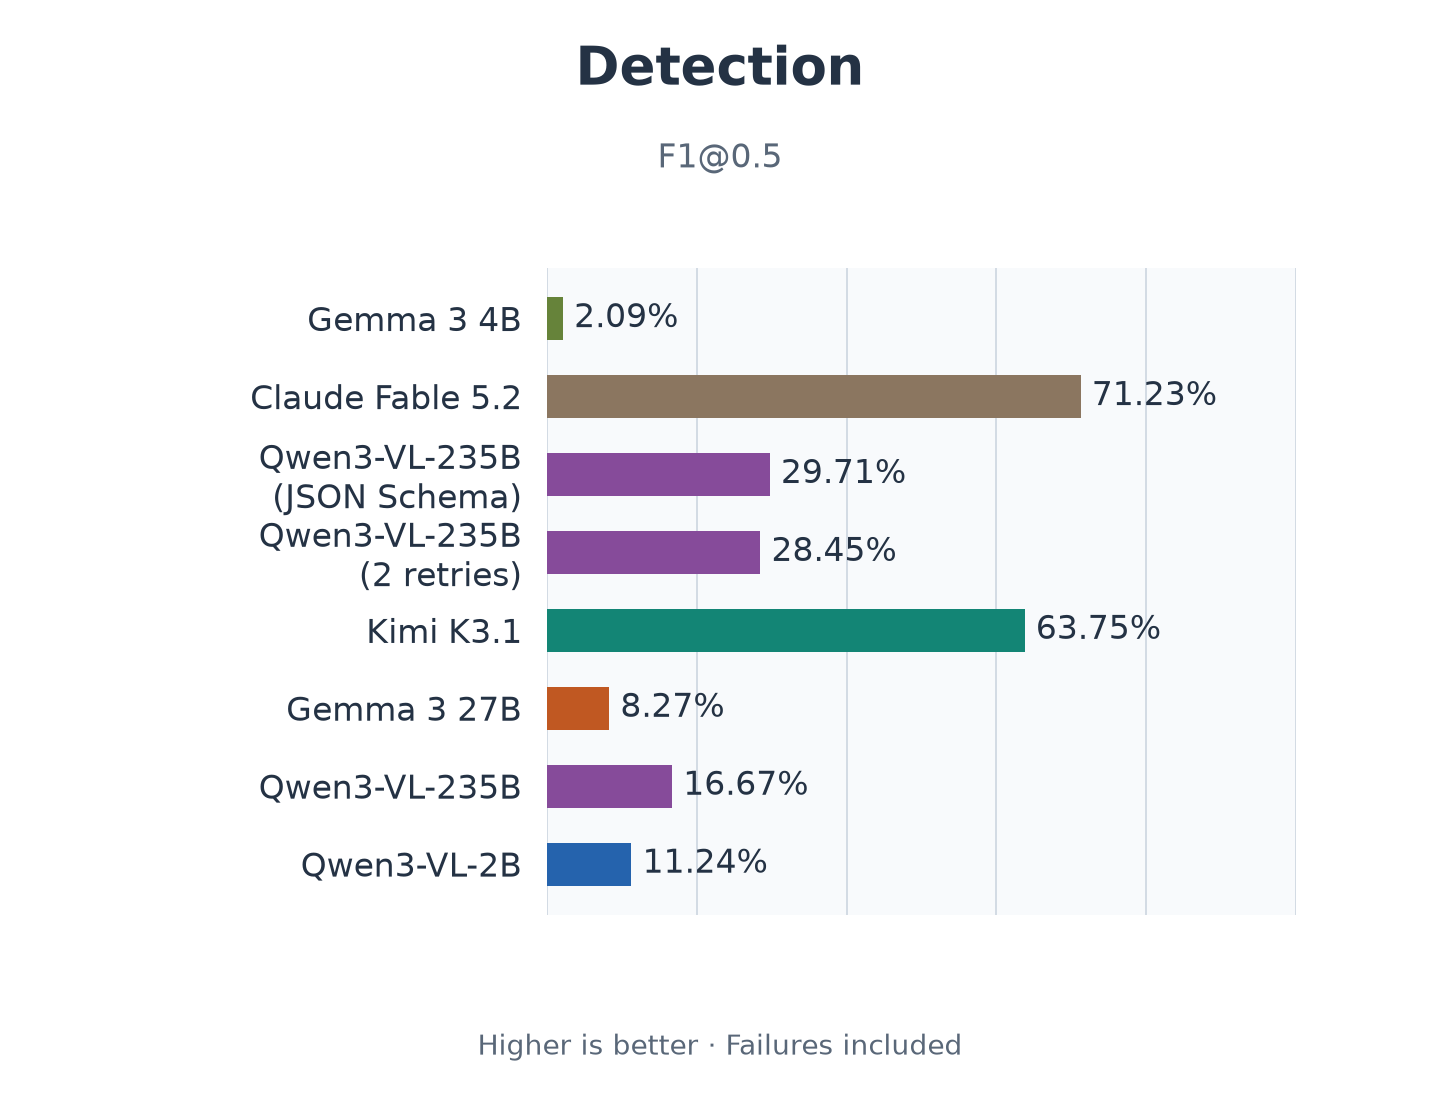 Detection
F1@0.5
Gemma 3 4B 2.09%
Claude Fable 5.2 71.23%
Qwen3-VL-235B
(JSON Schema) 29.71%
Qwen3-VL-235B
(2 retries) 28.45%
Kimi K3.1 63.75%
Gemma 3 27B 8.27%
Qwen3-VL-235B 16.67%
Qwen3-VL-2B 11.24%
Higher is better · Failures included